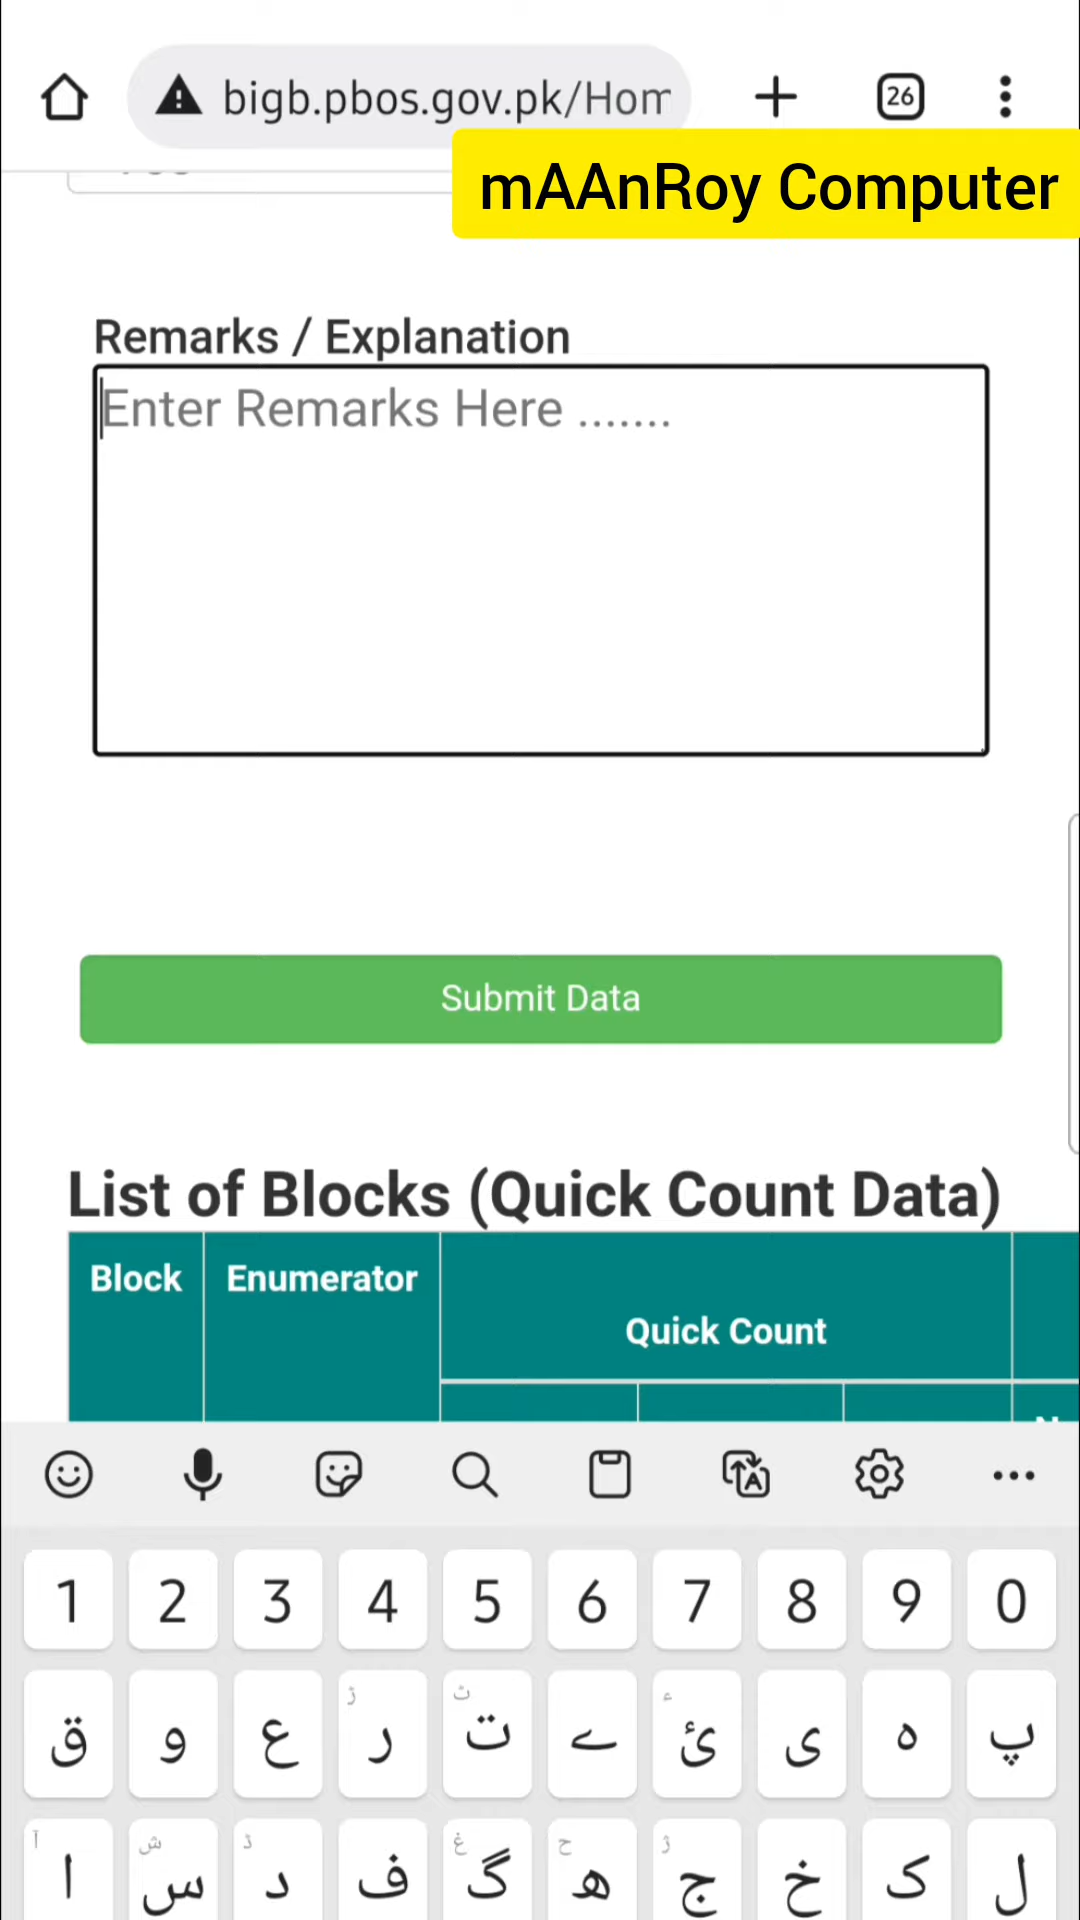 bigb.pbos.gov.pk/Hom
26
mAAnRoy Computer
Remarks / Explanation
Enter Remarks Here .......
Submit Data
List of Blocks (Quick Count Data)
Block Enumerator
Quick Count
1 2 3 4 5 6 7 8 9 0
ق و ع ر ڑ ت ٹ ے ئ ء ی ہ پ
ا آ س ش د ڈ ف گ غ ھ ح ج ژ خ ک ل